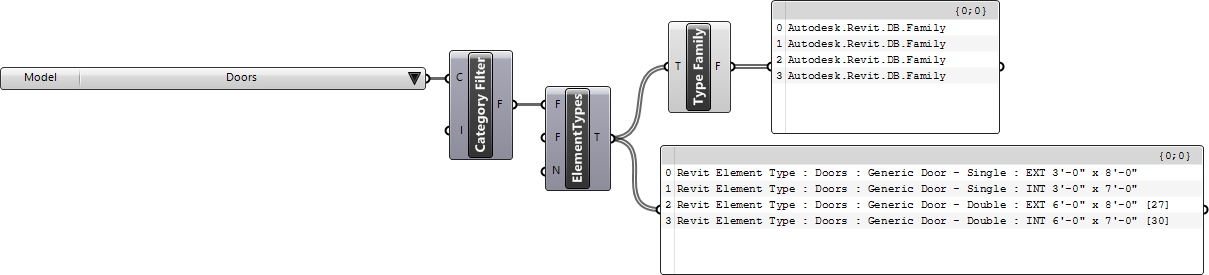 Model Doors
C Category Filter F
I
F ElementTypes T
F
N
T Type Family F
{0;0}
0 Autodesk.Revit.DB.Family
1 Autodesk.Revit.DB.Family
2 Autodesk.Revit.DB.Family
3 Autodesk.Revit.DB.Family
{0;0}
0 Revit Element Type : Doors : Generic Door - Single : EXT 3'-0" x 8'-0"
1 Revit Element Type : Doors : Generic Door - Single : INT 3'-0" x 7'-0"
2 Revit Element Type : Doors : Generic Door - Double : EXT 6'-0" x 8'-0" [27]
3 Revit Element Type : Doors : Generic Door - Double : INT 6'-0" x 7'-0" [30]